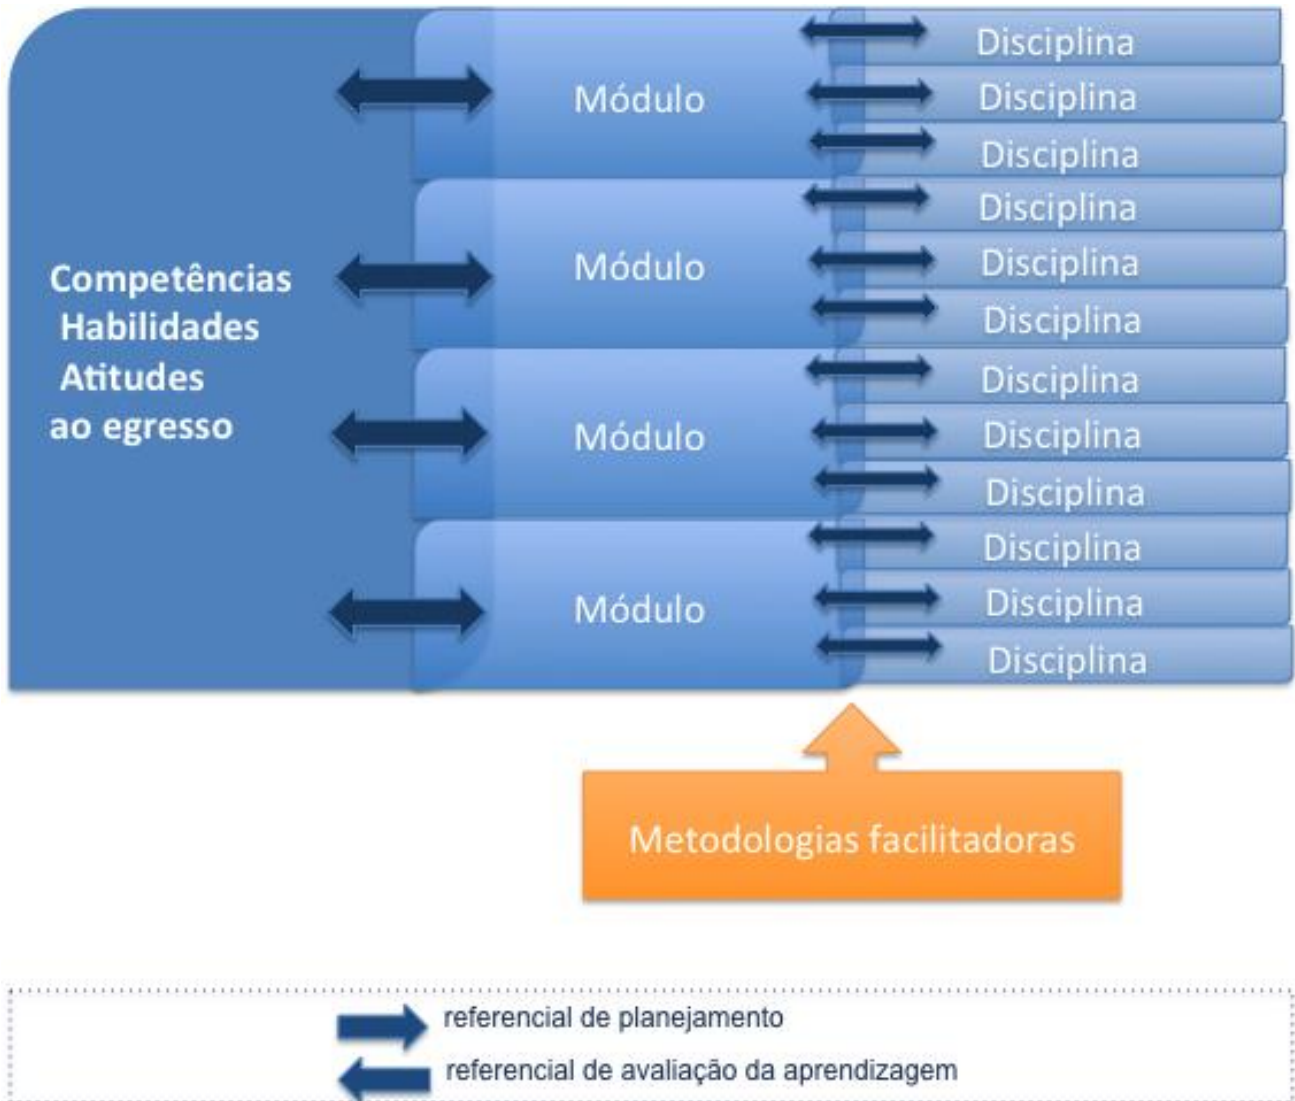 Competências
Habilidades
Atitudes
ao egresso
Módulo
Disciplina
Disciplina
Disciplina
Módulo
Disciplina
Disciplina
Disciplina
Módulo
Disciplina
Disciplina
Disciplina
Módulo
Disciplina
Disciplina
Disciplina
Metodologias facilitadoras
referencial de planejamento
referencial de avaliação da aprendizagem